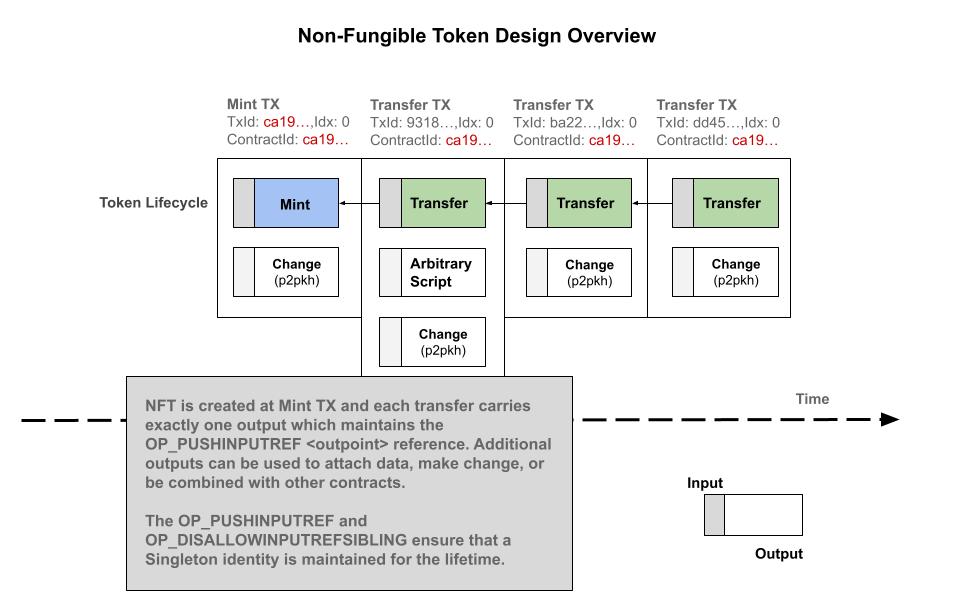 Non-Fungible Token Design Overview
Mint TX
TxId: ca19…,Idx: 0
ContractId: ca19…
Transfer TX
TxId: 9318…,Idx: 0
ContractId: ca19…
Transfer TX
TxId: ba22…,Idx: 0
ContractId: ca19…
Transfer TX
TxId: dd45…,Idx: 0
ContractId: ca19…
Token Lifecycle
Mint
Transfer
Transfer
Transfer
Change
(p2pkh)
Arbitrary
Script
Change
(p2pkh)
Change
(p2pkh)
Change
(p2pkh)
NFT is created at Mint TX and each transfer carries
exactly one output which maintains the
OP_PUSHINPUTREF <outpoint> reference. Additional
outputs can be used to attach data, make change, or
be combined with other contracts.
The OP_PUSHINPUTREF and
OP_DISALLOWINPUTREFSIBLING ensure that a
Singleton identity is maintained for the lifetime.
Time
Input
Output